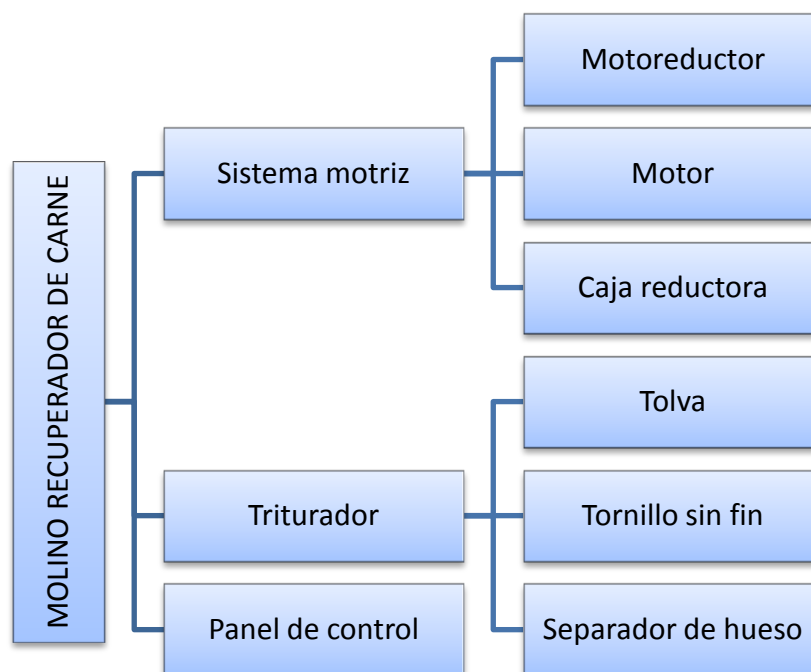 MOLINO RECUPERADOR DE CARNE
Sistema motriz
Motoreductor
Motor
Caja reductora
Triturador
Tolva
Tornillo sin fin
Separador de hueso
Panel de control